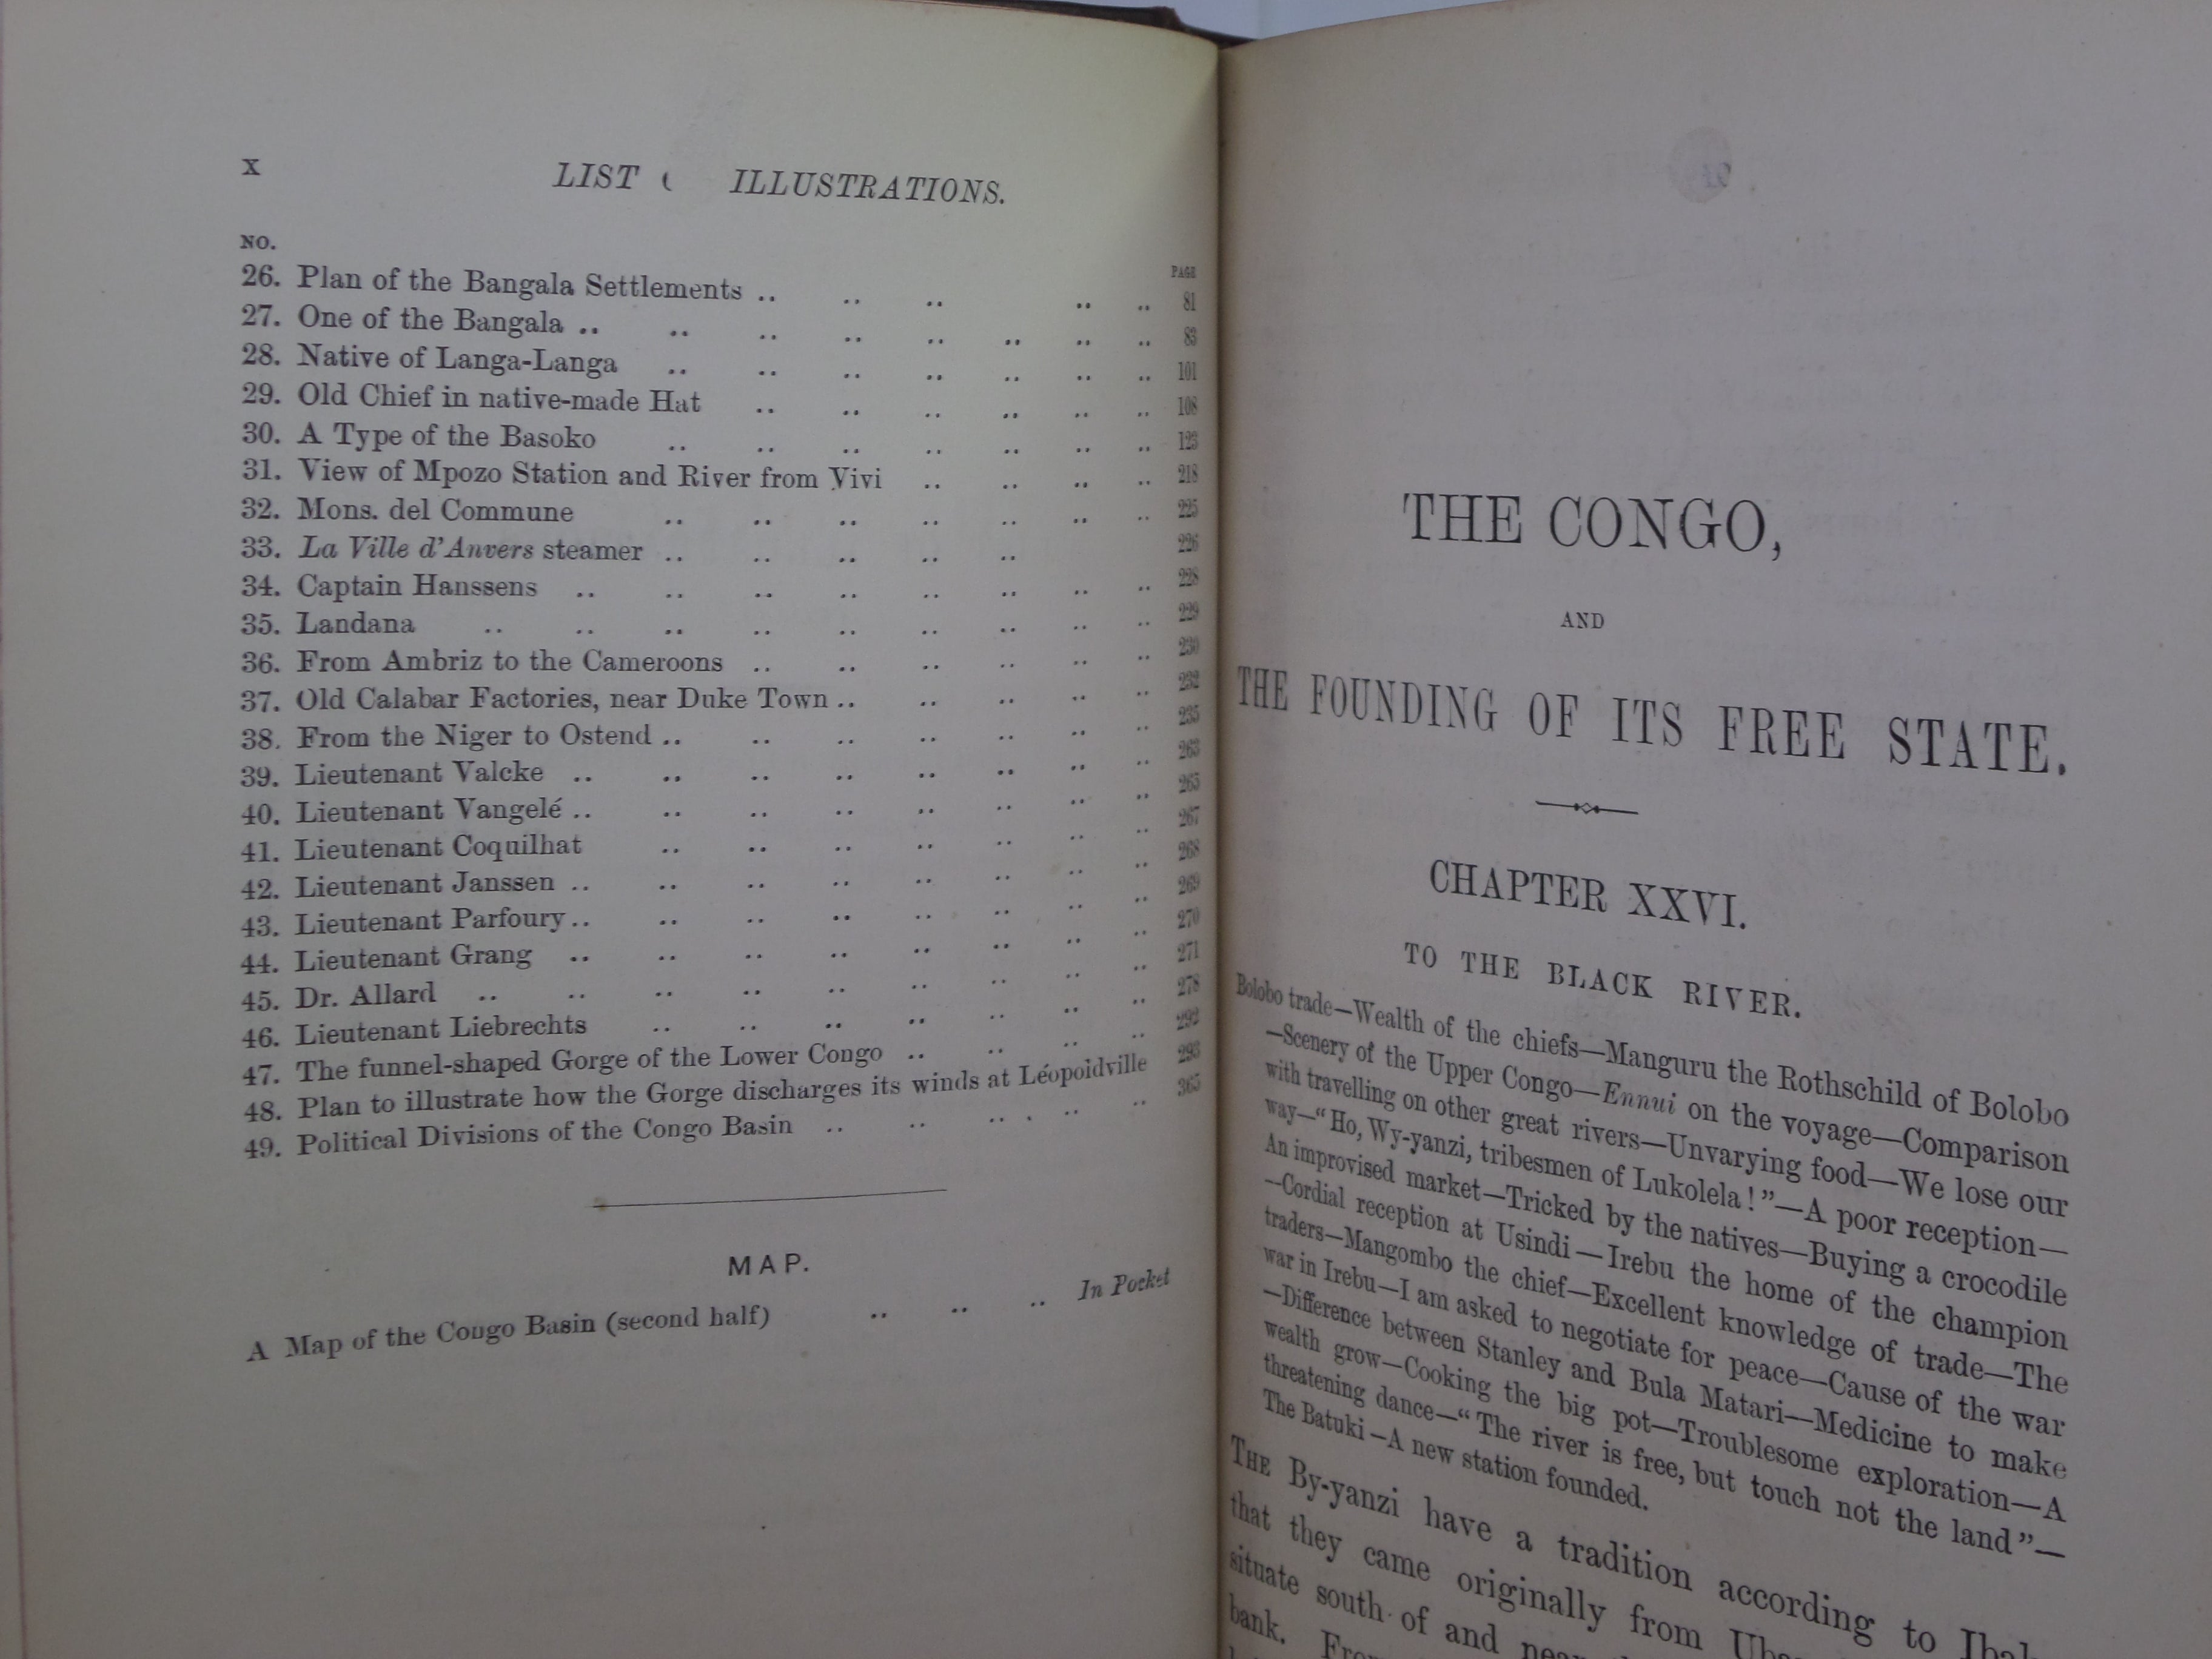 X
LIST ILLUSTRATIONS.
NO.
PAGE
26. Plan of the Bangala Settlements .. .. .. .. .. 81
27. One of the Bangala .. .. .. .. .. .. .. .. 83
28. Native of Langa-Langa .. .. .. .. .. .. .. 101
29. Old Chief in native-made Hat .. .. .. .. .. .. 108
30. A Type of the Basoko .. .. .. .. .. .. .. 123
31. View of Mpozo Station and River from Vivi .. .. .. .. 218
32. Mons. del Commune .. .. .. .. .. .. .. 225
33. La Ville d'Anvers steamer .. .. .. .. .. 226
34. Captain Hanssens .. .. .. .. .. .. .. .. 228
35. Landana .. .. .. .. .. .. .. .. .. 229
36. From Ambriz to the Cameroons .. .. .. .. .. .. 230
37. Old Calabar Factories, near Duke Town .. .. .. .. .. 232
38. From the Niger to Ostend .. .. .. .. .. .. .. 235
39. Lieutenant Valcke .. .. .. .. .. .. .. .. 263
40. Lieutenant Vangelé .. .. .. .. .. .. .. .. 265
41. Lieutenant Coquilhat .. .. .. .. .. .. .. 267
42. Lieutenant Janssen .. .. .. .. .. .. .. .. 268
43. Lieutenant Parfoury .. .. .. .. .. .. .. .. 269
44. Lieutenant Grang .. .. .. .. .. .. .. .. 270
45. Dr. Allard .. .. .. .. .. .. .. .. .. 271
46. Lieutenant Liebrechts .. .. .. .. .. .. .. 278
47. The funnel-shaped Gorge of the Lower Congo .. .. .. .. 292
48. Plan to illustrate how the Gorge discharges its winds at Léopoidville 293
49. Political Divisions of the Congo Basin .. .. .. .. .. 365
MAP.
A Map of the Congo Basin (second half) .. .. .. In Pocket
THE CONGO,
AND
THE FOUNDING OF ITS FREE STATE.
CHAPTER XXVI.
TO THE BLACK RIVER.
Bolobo trade—Wealth of the chiefs—Manguru the Rothschild of Bolobo
—Scenery of the Upper Congo—Ennui on the voyage—Comparison
with travelling on other great rivers—Unvarying food—We lose our
way—“Ho, Wy-yanzi, tribesmen of Lukolela!”—A poor reception—
An improvised market—Tricked by the natives—Buying a crocodile
—Cordial reception at Usindi—Irebu the home of the champion
traders—Mangombo the chief—Excellent knowledge of trade—The
war in Irebu—I am asked to negotiate for peace—Cause of the war
—Difference between Stanley and Bula Matari—Medicine to make
wealth grow—Cooking the big pot—Troublesome exploration—A
threatening dance—“The river is free, but touch not the land”—
The Batuki—A new station founded.
THE By-yanzi have a tradition according to
that they came originally from
situate south of and
bank.